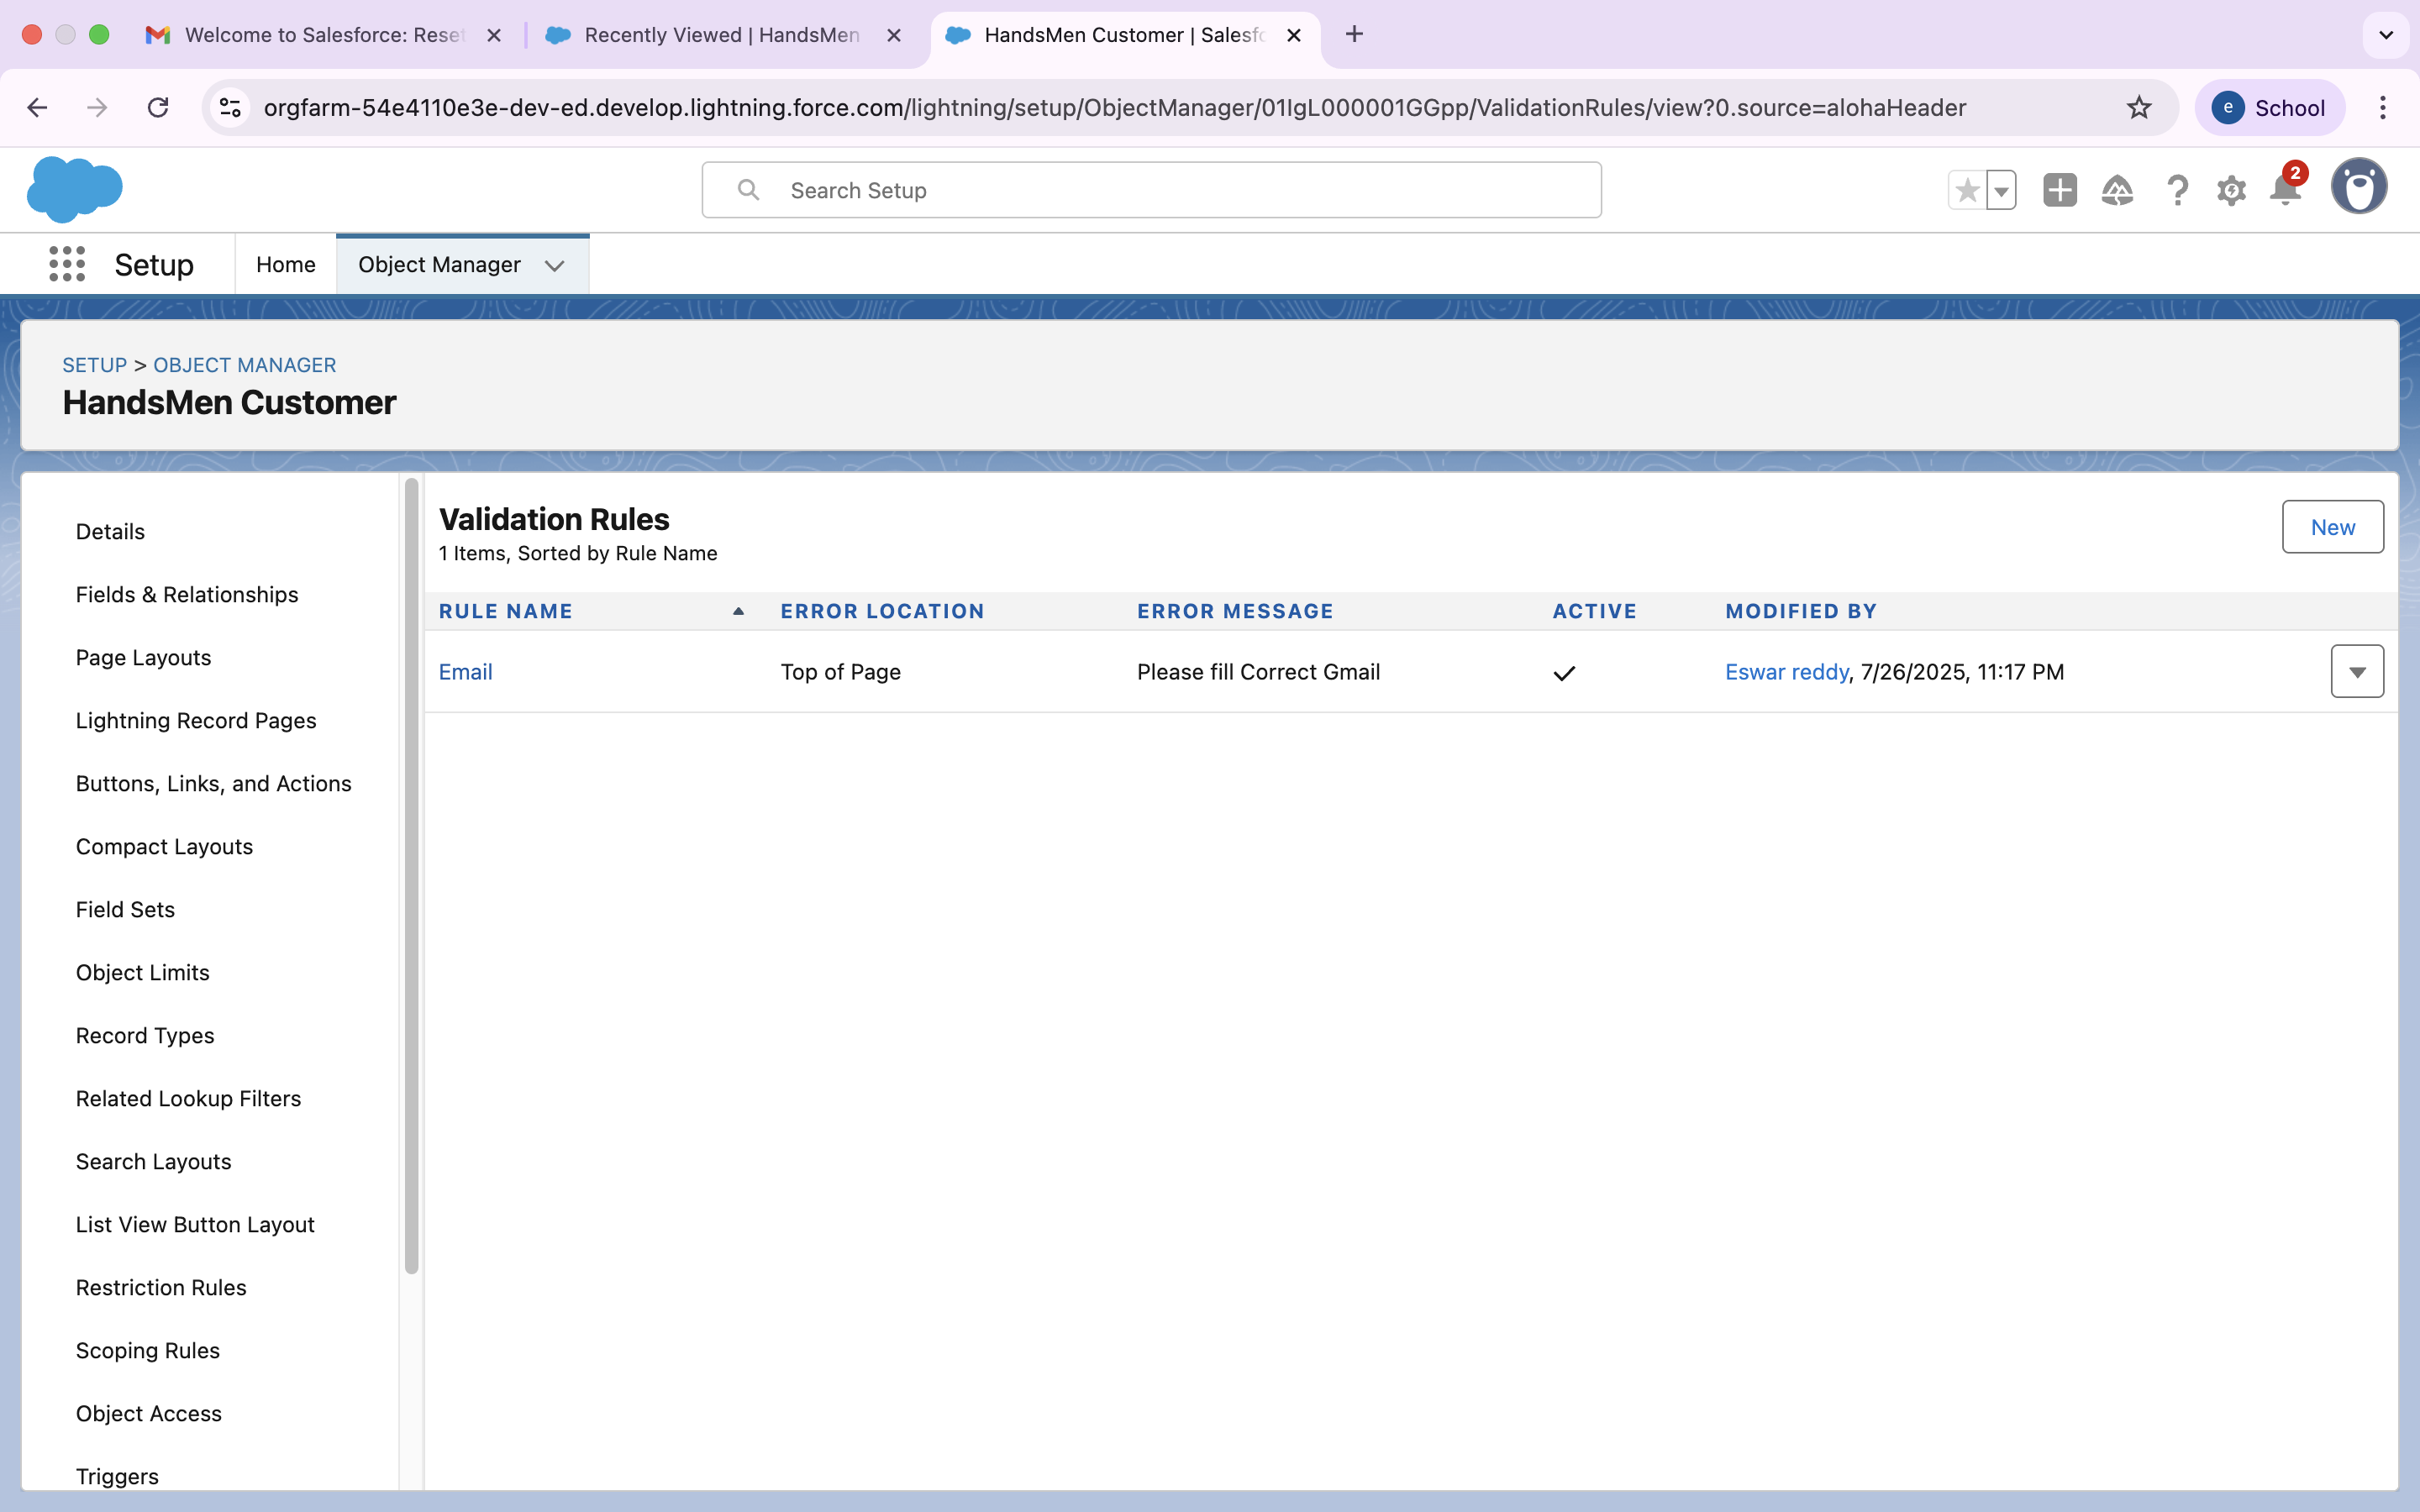 Welcome to Salesforce: Reset
Recently Viewed | HandsMen
HandsMen Customer | Salesfo
orgfarm-54e4110e3e-dev-ed.develop.lightning.force.com/lightning/setup/ObjectManager/01IgL000001GGpp/ValidationRules/view?0.source=alohaHeader
e School
Search Setup
2
Setup Home Object Manager
SETUP > OBJECT MANAGER
HandsMen Customer
Details
Fields & Relationships
Page Layouts
Lightning Record Pages
Buttons, Links, and Actions
Compact Layouts
Field Sets
Object Limits
Record Types
Related Lookup Filters
Search Layouts
List View Button Layout
Restriction Rules
Scoping Rules
Object Access
Triggers
Validation Rules
1 Items, Sorted by Rule Name
New
RULE NAME ERROR LOCATION ERROR MESSAGE ACTIVE MODIFIED BY
Email Top of Page Please fill Correct Gmail Eswar reddy, 7/26/2025, 11:17 PM